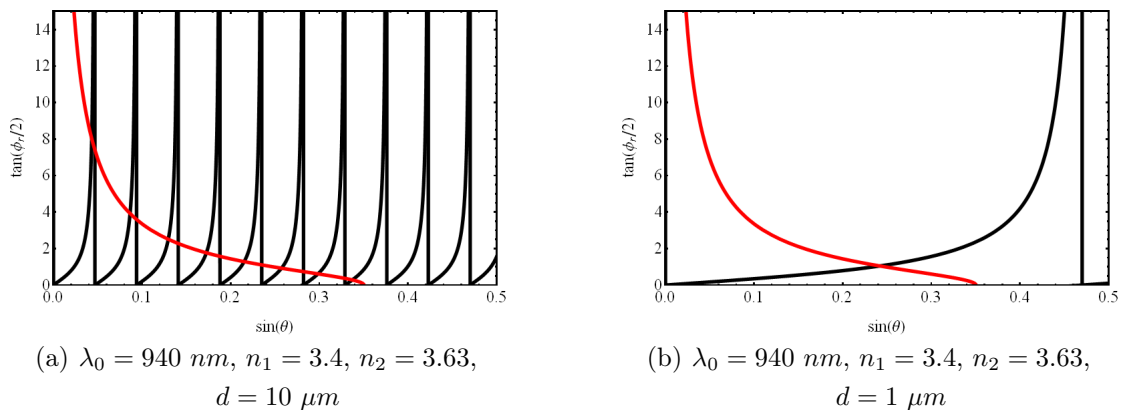 14
12
10
8
6
4
2
0
tan(ϕr/2)
0.0 0.1 0.2 0.3 0.4 0.5
sin(θ)
(a) λ0 = 940 nm, n1 = 3.4, n2 = 3.63,
d = 10 μm
14
12
10
8
6
4
2
0
tan(ϕr/2)
0.0 0.1 0.2 0.3 0.4 0.5
sin(θ)
(b) λ0 = 940 nm, n1 = 3.4, n2 = 3.63,
d = 1 μm